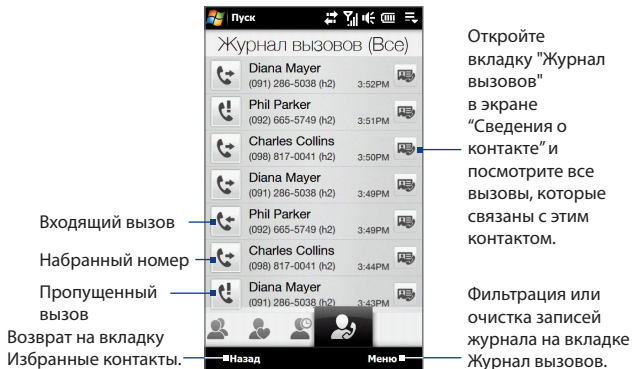 Пуск
Журнал вызовов (Все)
Diana Mayer
(091) 286-5038 (h2) 3:52PM
Phil Parker
(092) 665-5749 (h2) 3:51PM
Charles Collins
(098) 817-0041 (h2) 3:50PM
Diana Mayer
(091) 286-5038 (h2) 3:49PM
Phil Parker
(092) 665-5749 (h2) 3:49PM
Charles Collins
(098) 817-0041 (h2) 3:44PM
Diana Mayer
(091) 286-5038 (h2) 3:43PM
Назад Меню
Входящий вызов
Набранный номер
Пропущенный
вызов
Возврат на вкладку
Избранные контакты.
Откройте
вкладку "Журнал
вызовов"
в экране
“Сведения о
контакте” и
посмотрите все
вызовы, которые
связаны с этим
контактом.
Фильтрация или
очистка записей
журнала на вкладке
Журнал вызовов.